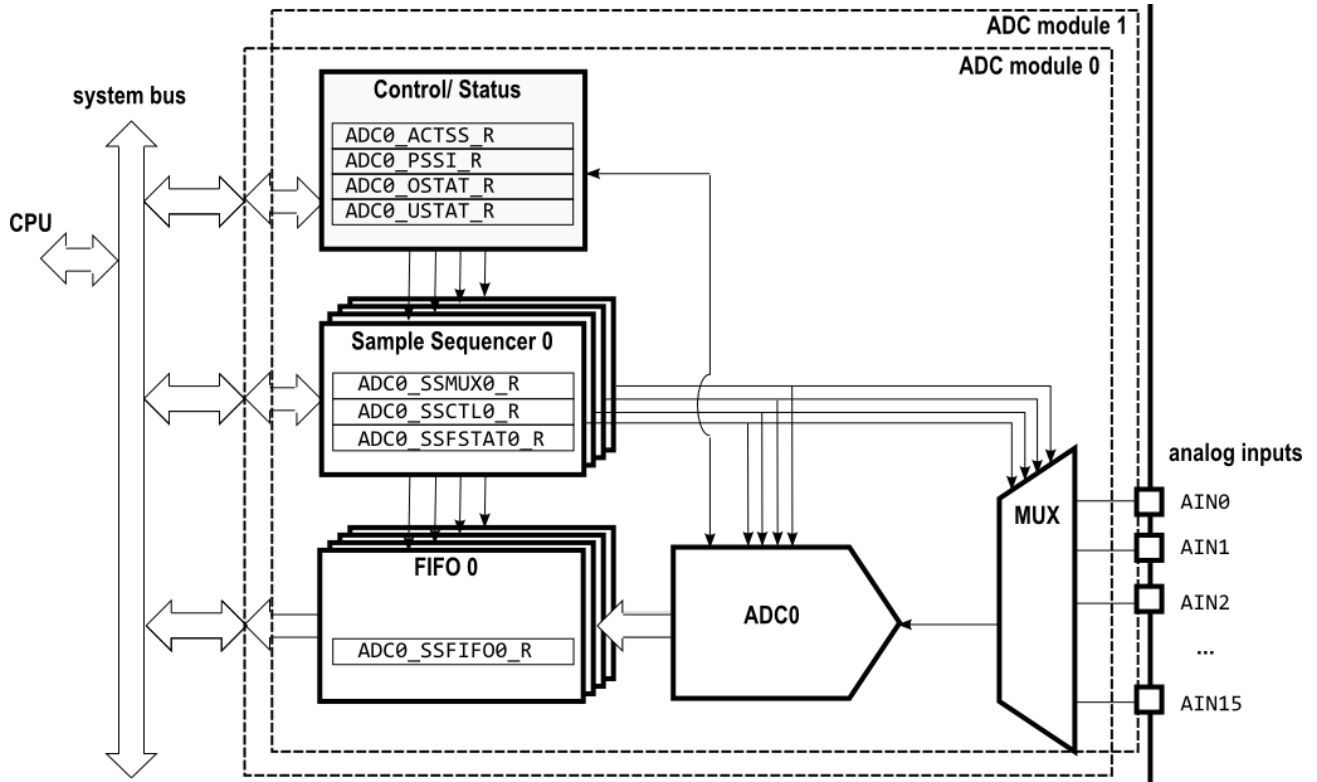 ADC module 1
ADC module 0
system bus
CPU
Control/ Status
ADC0_ACTSS_R
ADC0_PSSI_R
ADC0_OSTAT_R
ADC0_USTAT_R
Sample Sequencer 0
ADC0_SSMUX0_R
ADC0_SSCTL0_R
ADC0_SSFSTAT0_R
FIFO 0
ADC0_SSFIFO0_R
ADC0
MUX
analog inputs
AIN0
AIN1
AIN2
...
AIN15